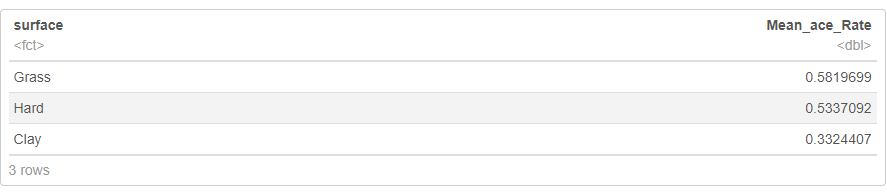 surface Mean_ace_Rate
<fct> <dbl>
Grass 0.5819699
Hard 0.5337092
Clay 0.3324407
3 rows